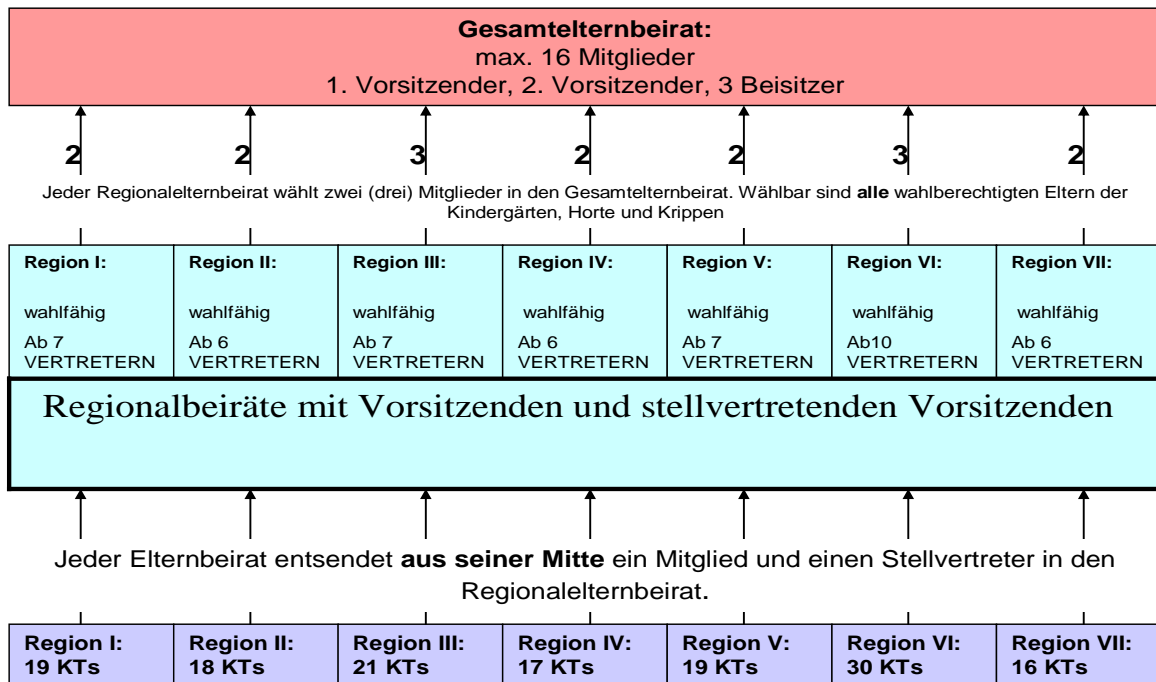 Gesamtelternbeirat:
max. 16 Mitglieder
1. Vorsitzender, 2. Vorsitzender, 3 Beisitzer
2 2 3 2 2 3 2
Jeder Regionalelternbeirat wählt zwei (drei) Mitglieder in den Gesamtelternbeirat. Wählbar sind alle wahlberechtigten Eltern der
Kindergärten, Horte und Krippen
Region I: Region II: Region III: Region IV: Region V: Region VI: Region VII:
wahlfähig wahlfähig wahlfähig wahlfähig wahlfähig wahlfähig wahlfähig
Ab 7 Ab 6 Ab 7 Ab 6 Ab 7 Ab10 Ab 6
VERTRETERN VERTRETERN VERTRETERN VERTRETERN VERTRETERN VERTRETERN VERTRETERN
Regionalbeiräte mit Vorsitzenden und stellvertretenden Vorsitzenden
Jeder Elternbeirat entsendet aus seiner Mitte ein Mitglied und einen Stellvertreter in den
Regionalelternbeirat.
Region I: Region II: Region III: Region IV: Region V: Region VI: Region VII:
19 KTs 18 KTs 21 KTs 17 KTs 19 KTs 30 KTs 16 KTs